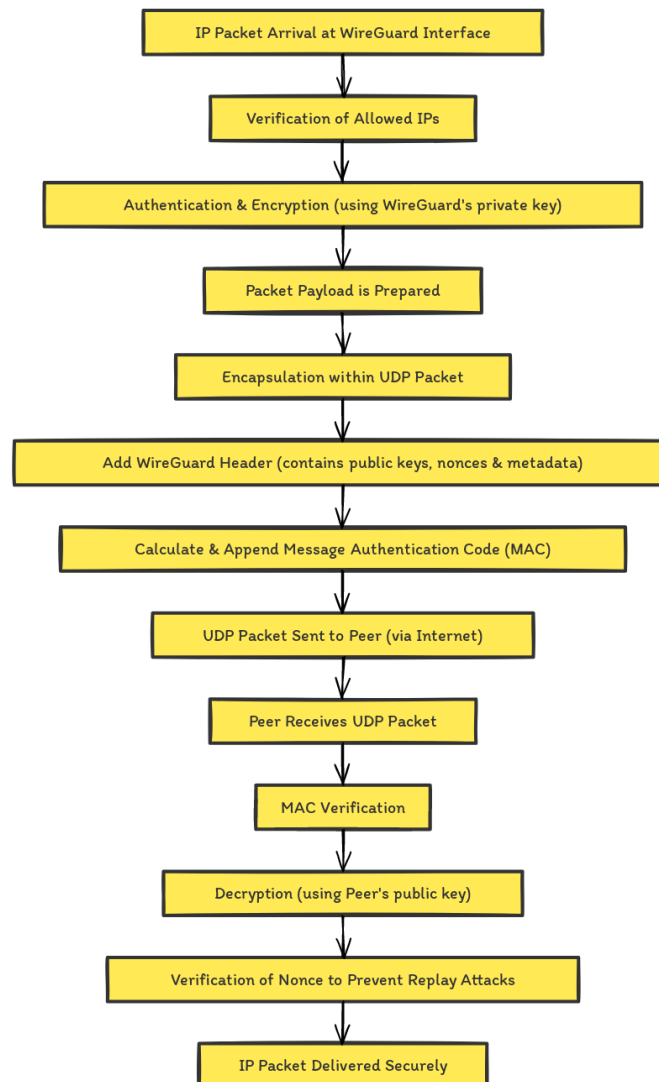 IP Packet Arrival at WireGuard Interface
Verification of Allowed IPs
Authentication & Encryption (using WireGuard's private key)
Packet Payload is Prepared
Encapsulation within UDP Packet
Add WireGuard Header (contains public keys, nonces & metadata)
Calculate & Append Message Authentication Code (MAC)
UDP Packet Sent to Peer (via Internet)
Peer Receives UDP Packet
MAC Verification
Decryption (using Peer's public key)
Verification of Nonce to Prevent Replay Attacks
IP Packet Delivered Securely